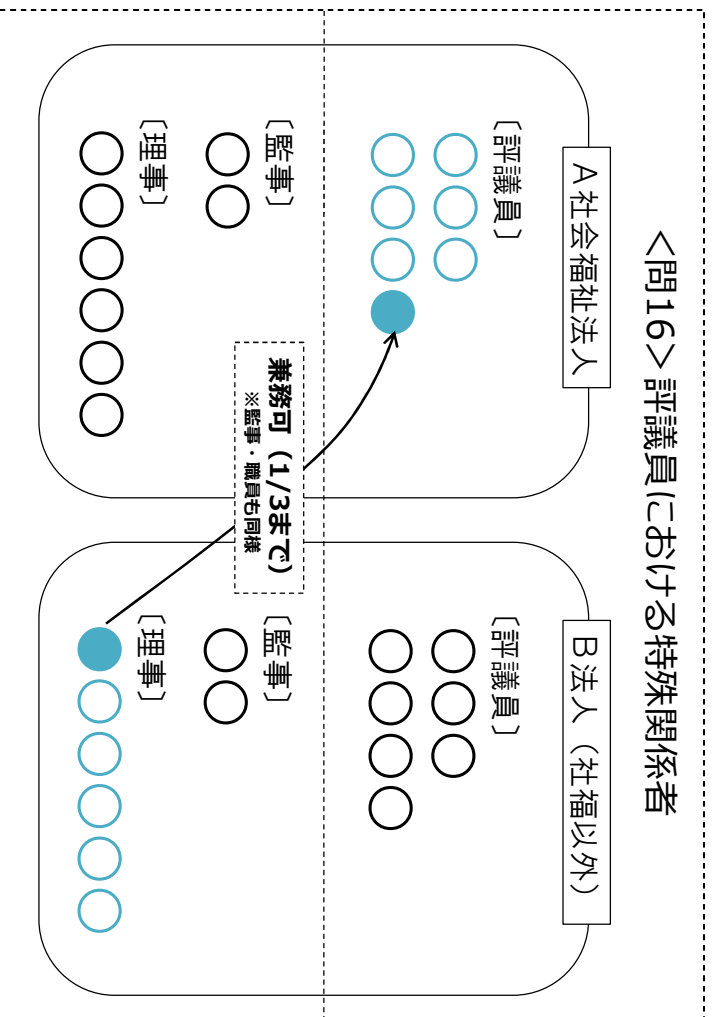 <問16>評議員における特殊関係者
A社会福祉法人
〔評議員〕
〔監事〕
〔理事〕
兼務可(1/3まで)
※監事・職員も同様
B法人(社福以外)
〔評議員〕
〔監事〕
〔理事〕